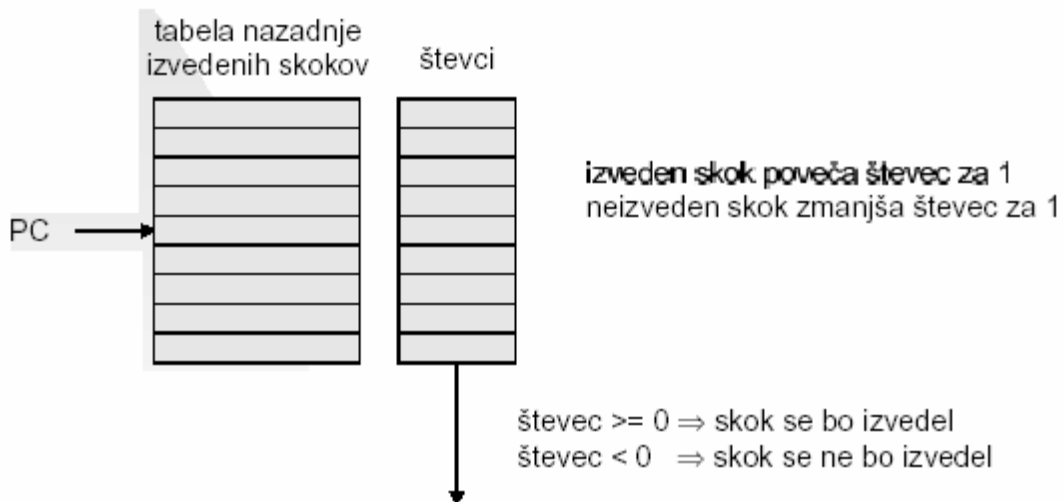 tabela nazadnje
izvedenih skokov
števci
izveden skok poveča števec za 1
neizveden skok zmanjša števec za 1
PC
števec >= 0 ⇒ skok se bo izvedel
števec < 0 ⇒ skok se ne bo izvedel